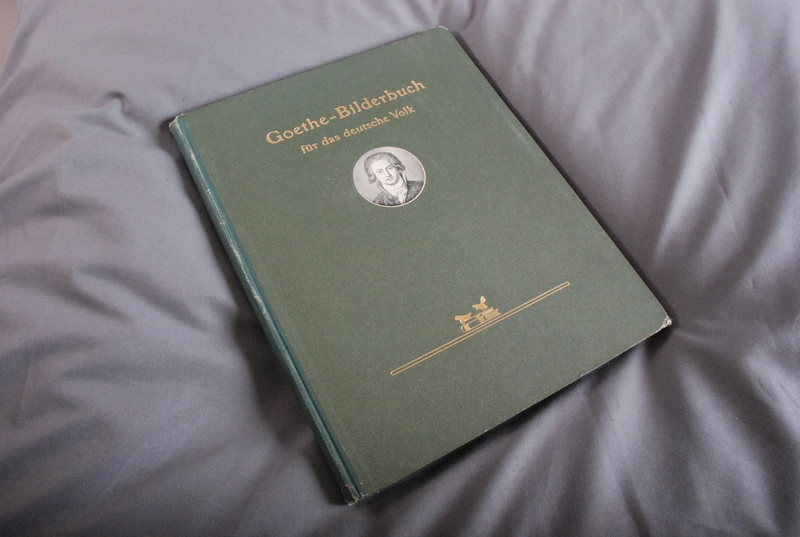 Goethe-Bilderbuch
für das deutsche Volk